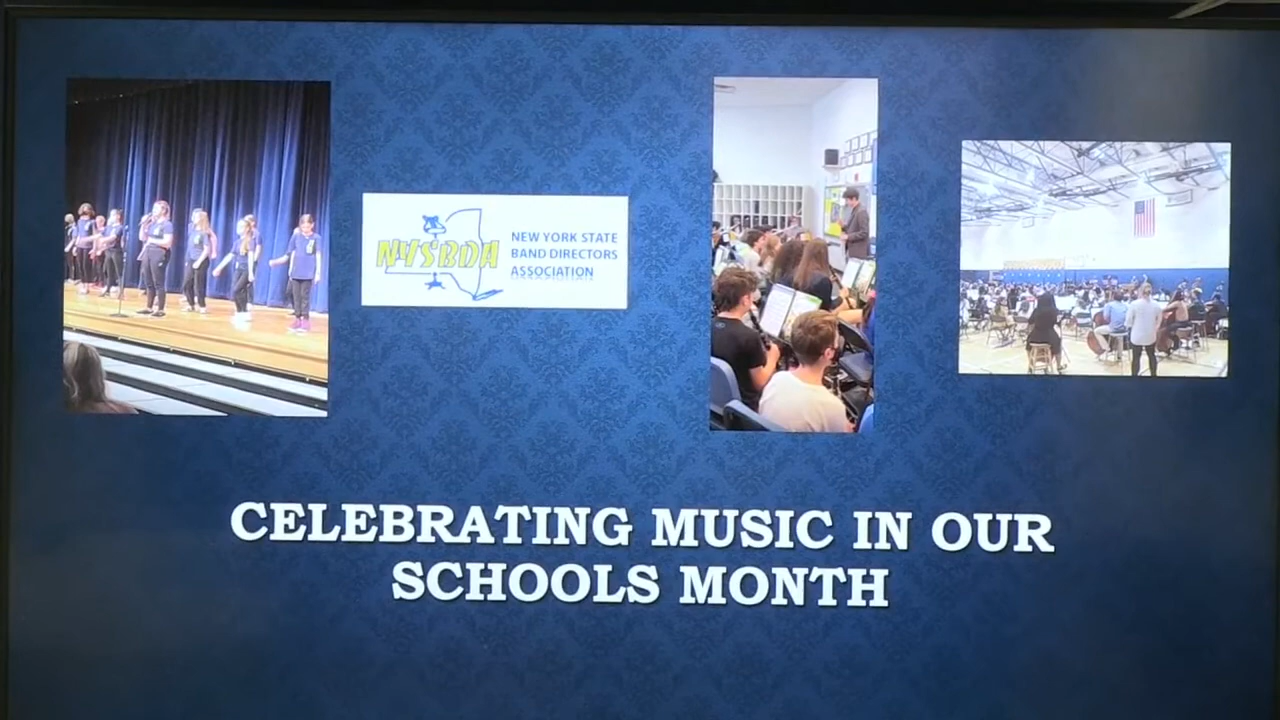 NYSBDA
NEW YORK STATE
BAND DIRECTORS
ASSOCIATION
CELEBRATING MUSIC IN OUR
SCHOOLS MONTH